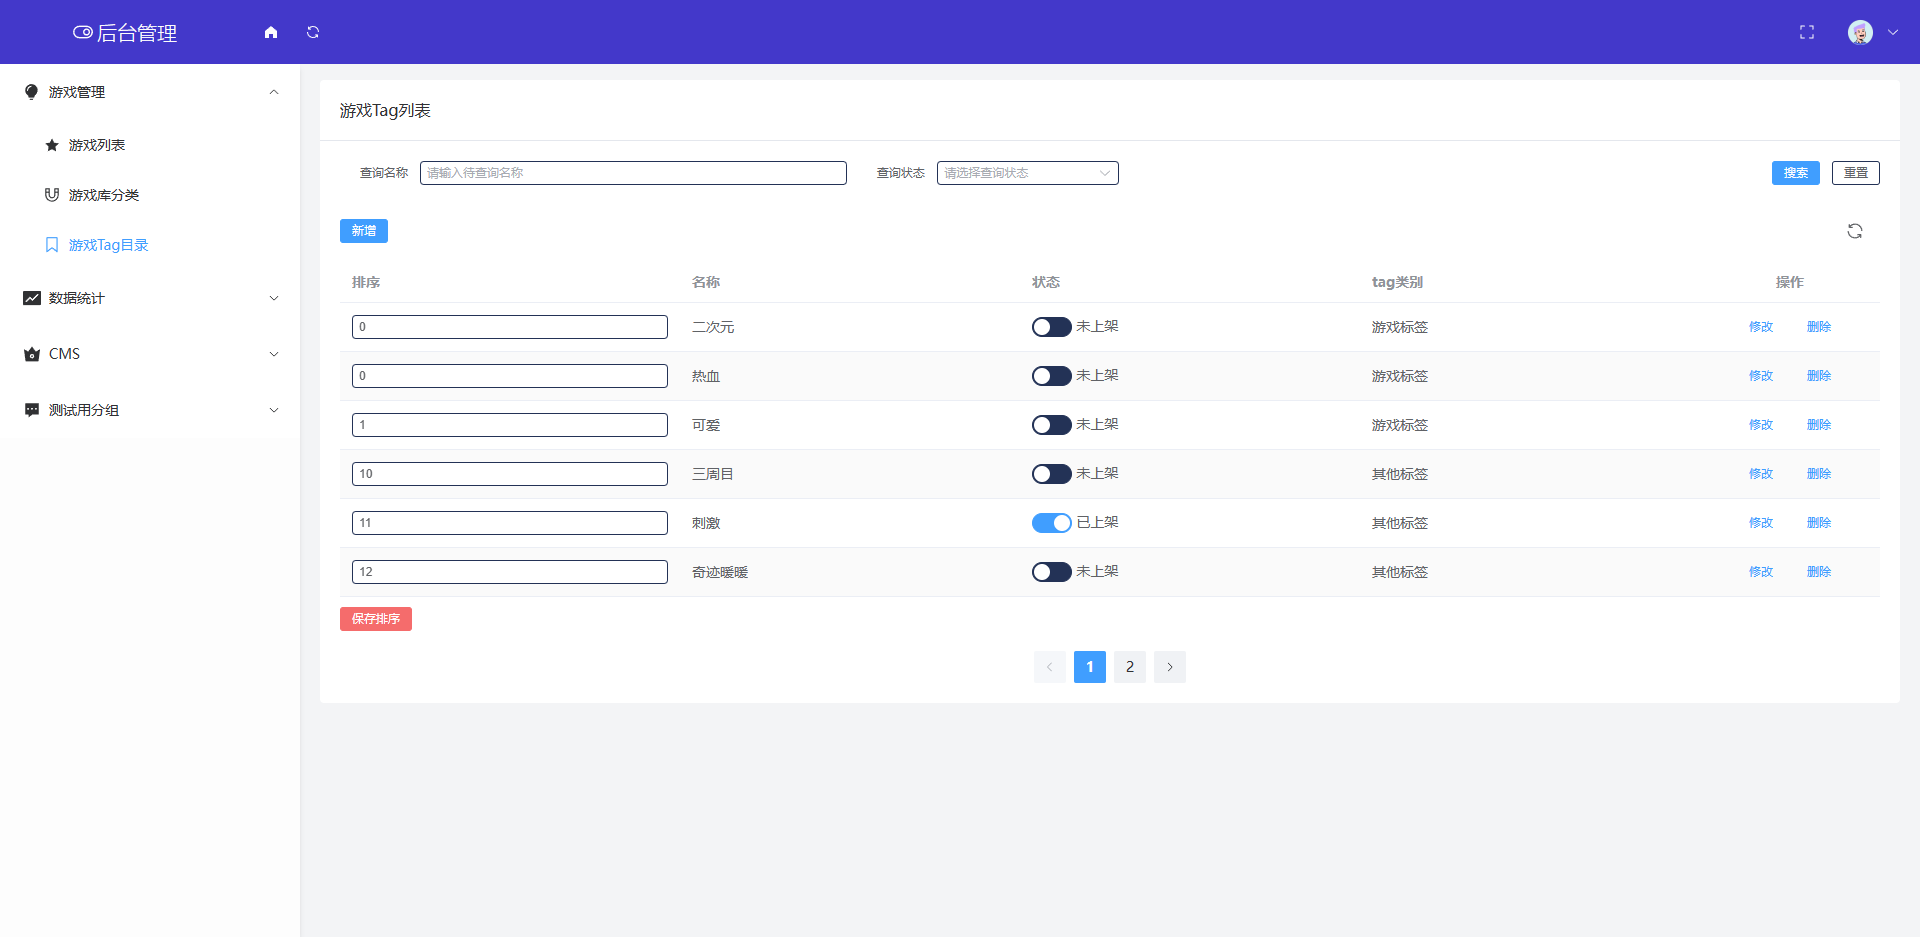 后台管理
游戏管理
游戏列表
游戏库分类
游戏Tag目录
数据统计
CMS
测试用分组
游戏Tag列表
查询名称 请输入待查询名称 查询状态 请选择查询状态 搜索 重置
新增
排序 名称 状态 tag类别 操作
0 二次元 未上架 游戏标签 修改 删除
0 热血 未上架 游戏标签 修改 删除
1 可爱 未上架 游戏标签 修改 删除
10 三周目 未上架 其他标签 修改 删除
11 刺激 已上架 其他标签 修改 删除
12 奇迹暖暖 未上架 其他标签 修改 删除
保存排序
1 2